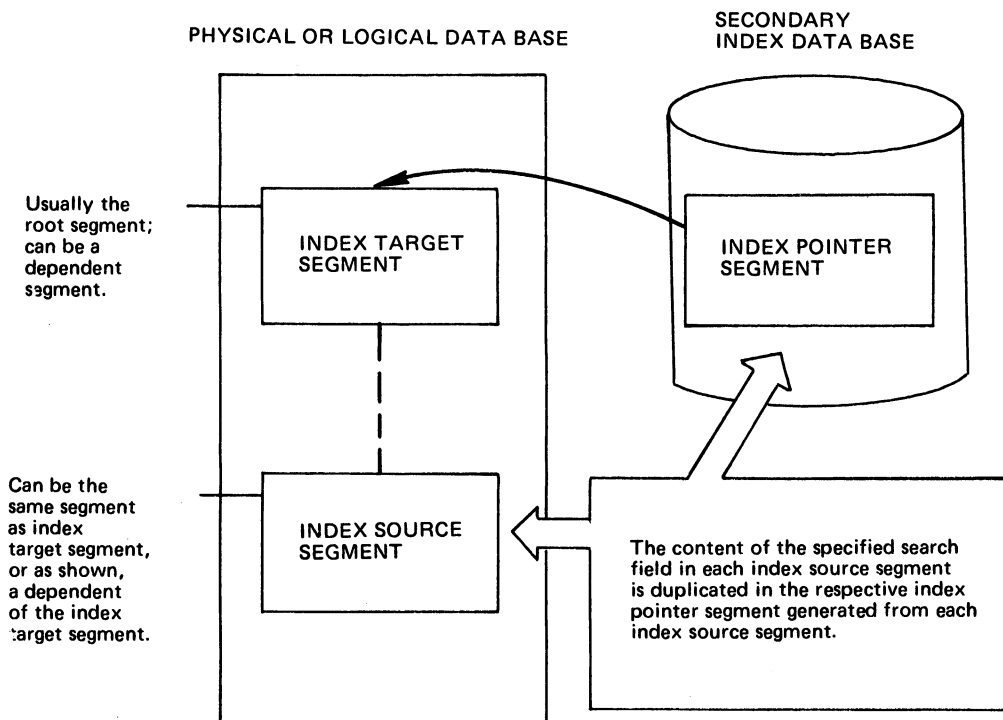 PHYSICAL OR LOGICAL DATA BASE
SECONDARY
INDEX DATA BASE
Usually the
root segment;
can be a
dependent
segment.
INDEX TARGET
SEGMENT
INDEX POINTER
SEGMENT
Can be the
same segment
as index
target segment,
or as shown,
a dependent
of the index
target segment.
INDEX SOURCE
SEGMENT
The content of the specified search
field in each index source segment
is duplicated in the respective index
pointer segment generated from each
index source segment.